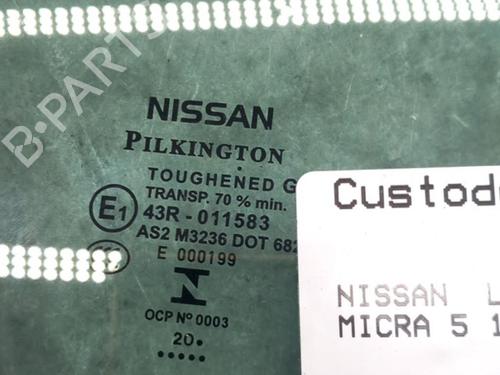 B-PARTS
NISSAN
PILKINGTON
TOUGHENED G
TRANSP. 70 % min.
E1 43R - 011583
AS2 M3236 DOT 682
E 000199
N
OCP Nº 0003
20
Custod
NISSAN L
MICRA 5 1